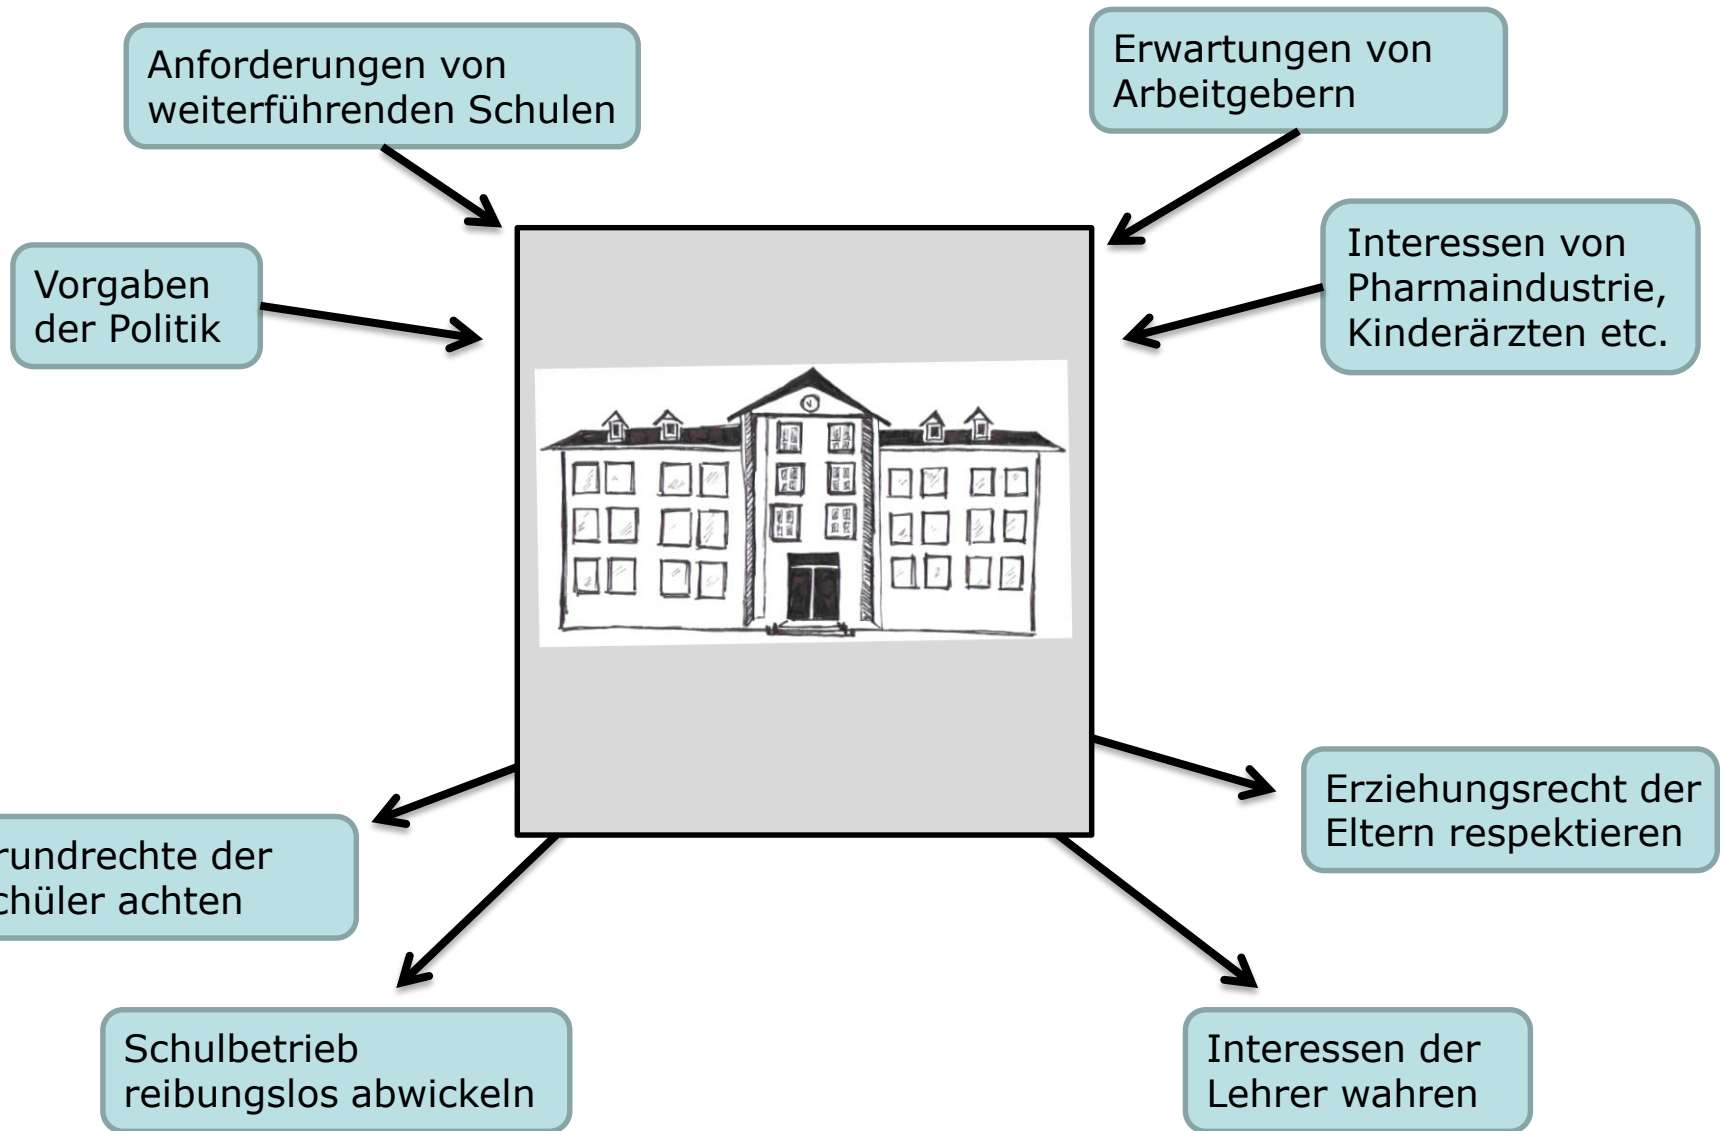 Anforderungen von
weiterführenden Schulen
Erwartungen von
Arbeitgebern
Vorgaben
der Politik
Interessen von
Pharmaindustrie,
Kinderärzten etc.
rundrechte der
chüler achten
Erziehungsrecht der
Eltern respektieren
Schulbetrieb
reibungslos abwickeln
Interessen der
Lehrer wahren